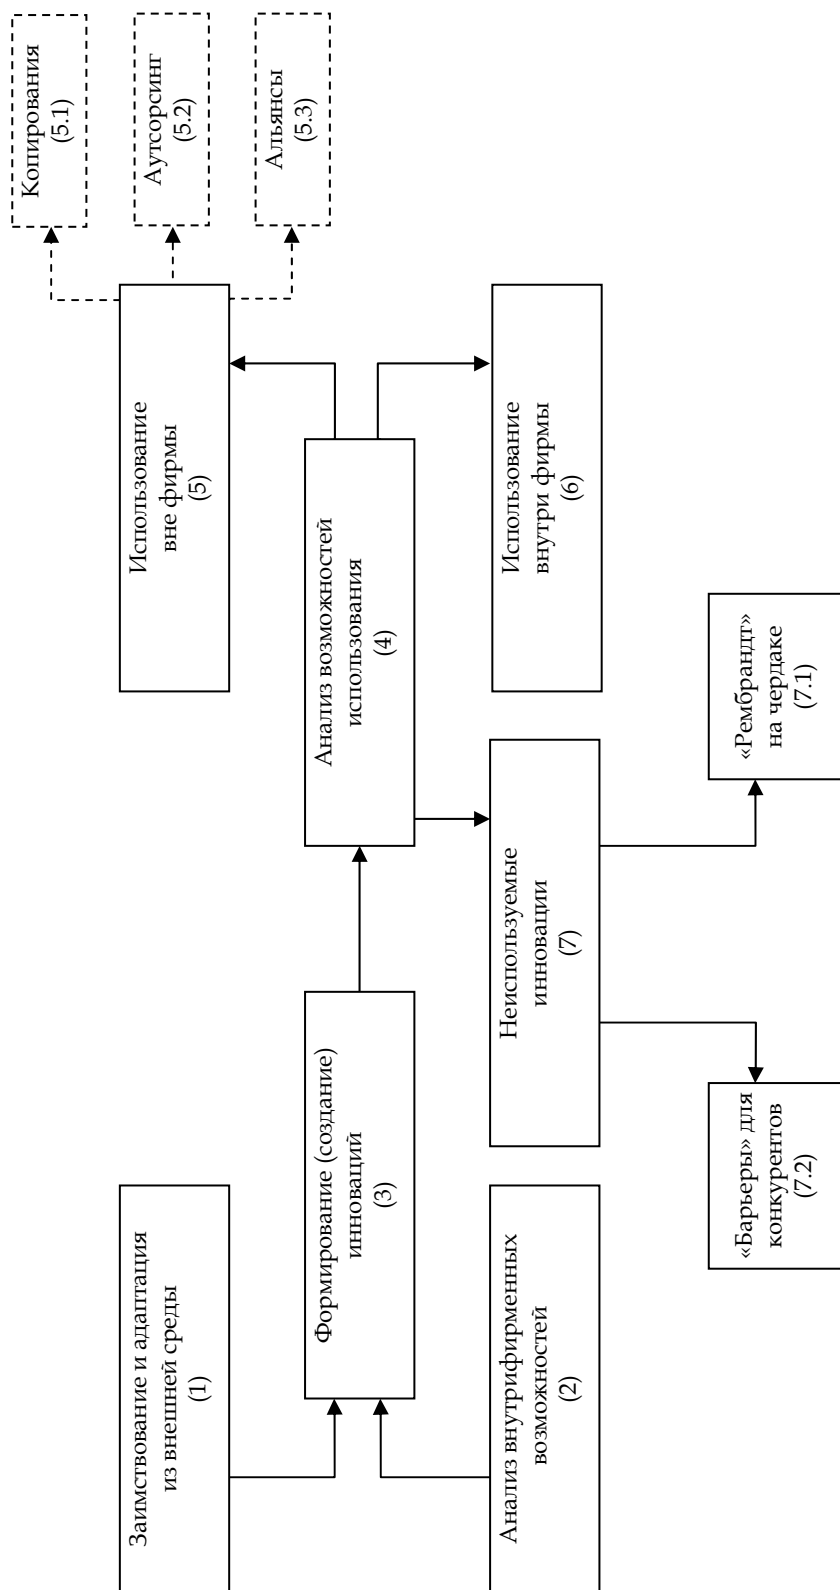 Заимствование и адаптация
из внешней среды
(1)
Анализ внутрифирменных
возможностей
(2)
Формирование (создание)
инноваций
(3)
Анализ возможностей
использования
(4)
Использование
вне фирмы
(5)
Копирования
(5.1)
Аутсорсинг
(5.2)
Альянсы
(5.3)
Использование
внутри фирмы
(6)
Неиспользуемые
инновации
(7)
«Рембрандт»
на чердаке
(7.1)
«Барьеры» для
конкурентов
(7.2)